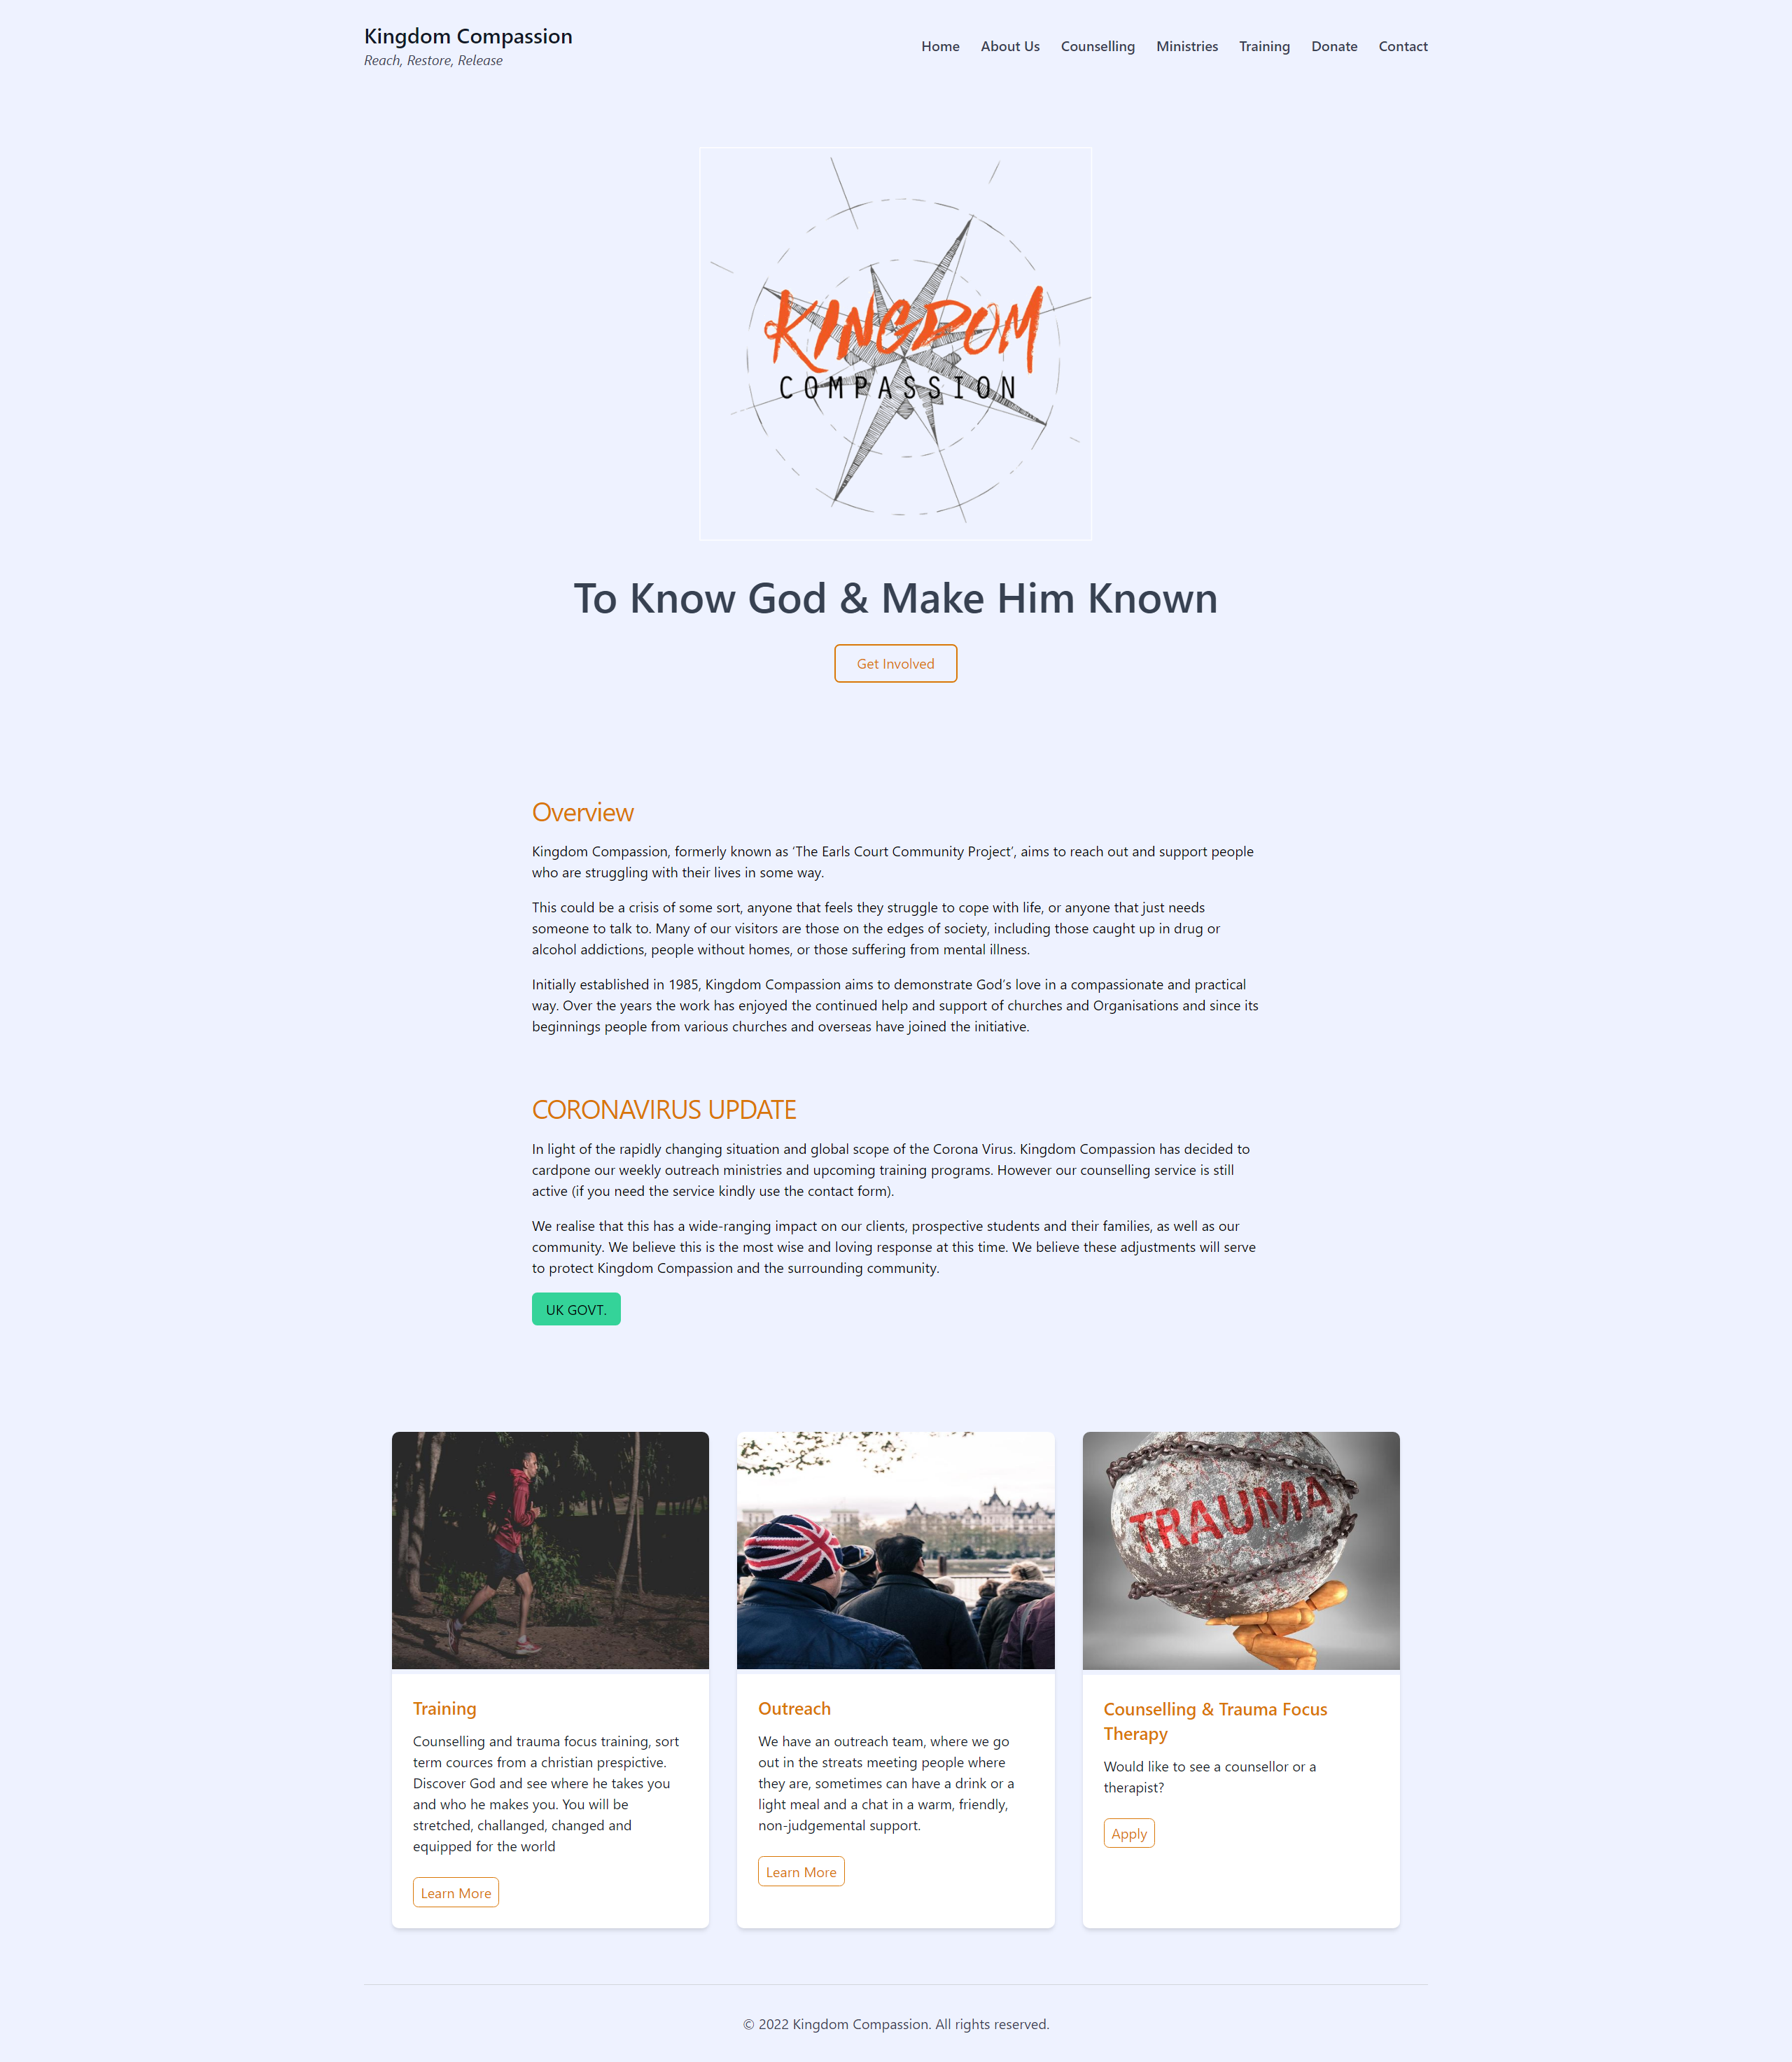 Kingdom Compassion
Reach, Restore, Release
Home About Us Counselling Ministries Training Donate Contact
KINGDOM
COMPASSION
To Know God & Make Him Known
Get Involved
Overview
Kingdom Compassion, formerly known as ‘The Earls Court Community Project’, aims to reach out and support people
who are struggling with their lives in some way.
This could be a crisis of some sort, anyone that feels they struggle to cope with life, or anyone that just needs
someone to talk to. Many of our visitors are those on the edges of society, including those caught up in drug or
alcohol addictions, people without homes, or those suffering from mental illness.
Initially established in 1985, Kingdom Compassion aims to demonstrate God’s love in a compassionate and practical
way. Over the years the work has enjoyed the continued help and support of churches and Organisations and since its
beginnings people from various churches and overseas have joined the initiative.
CORONAVIRUS UPDATE
In light of the rapidly changing situation and global scope of the Corona Virus. Kingdom Compassion has decided to
cardpone our weekly outreach ministries and upcoming training programs. However our counselling service is still
active (if you need the service kindly use the contact form).
We realise that this has a wide-ranging impact on our clients, prospective students and their families, as well as our
community. We believe this is the most wise and loving response at this time. We believe these adjustments will serve
to protect Kingdom Compassion and the surrounding community.
UK GOVT.
TRAUMA
Training
Counselling and trauma focus training, sort
term cources from a christian prespictive.
Discover God and see where he takes you
and who he makes you. You will be
stretched, challanged, changed and
equipped for the world
Learn More
Outreach
We have an outreach team, where we go
out in the streats meeting people where
they are, sometimes can have a drink or a
light meal and a chat in a warm, friendly,
non-judgemental support.
Learn More
Counselling & Trauma Focus
Therapy
Would like to see a counsellor or a
therapist?
Apply
© 2022 Kingdom Compassion. All rights reserved.